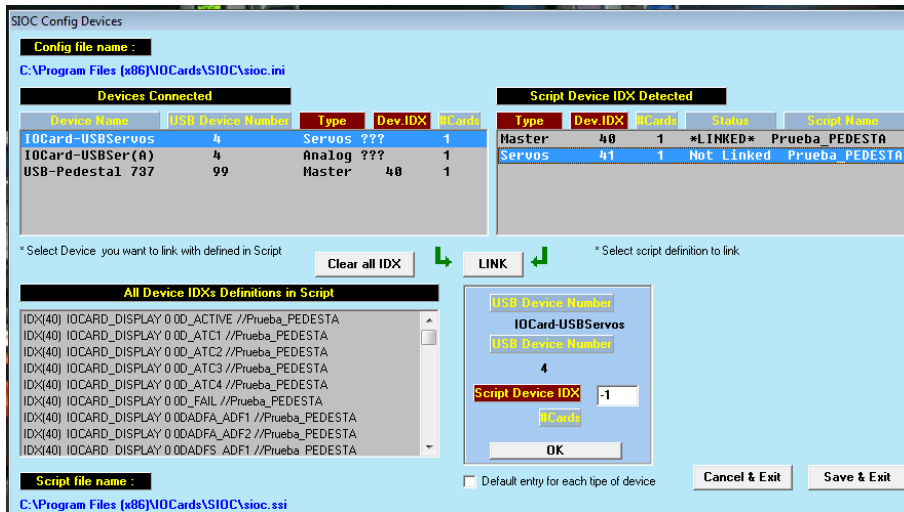 SIOC Config Devices
Config file name :
C:\Program Files (x86)\IOCards\SIOC\sioc.ini
Devices Connected
Device Name USB Device Number Type Dev.IDX #Cards
IOCard-USBServos 4 Servos ??? 1
IOCard-USBSer(A) 4 Analog ??? 1
USB-Pedestal 737 99 Master 40 1
Script Device IDX Detected
Type Dev.IDX #Cards Status Script Name
Master 40 1 *LINKED* Prueba_PEDESTA
Servos 41 1 Not Linked Prueba_PEDESTA
* Select Device you want to link with defined in Script
Clear all IDX
LINK
* Select script definition to link
All Device IDXs Definitions in Script
IDX(40) IOCARD_DISPLAY 0 0D_ACTIVE //Prueba_PEDESTA
IDX(40) IOCARD_DISPLAY 0 0D_ATC1 //Prueba_PEDESTA
IDX(40) IOCARD_DISPLAY 0 0D_ATC2 //Prueba_PEDESTA
IDX(40) IOCARD_DISPLAY 0 0D_ATC3 //Prueba_PEDESTA
IDX(40) IOCARD_DISPLAY 0 0D_ATC4 //Prueba_PEDESTA
IDX(40) IOCARD_DISPLAY 0 0D_FAIL //Prueba_PEDESTA
IDX(40) IOCARD_DISPLAY 0 0DADFA_ADF1 //Prueba_PEDESTA
IDX(40) IOCARD_DISPLAY 0 0DADFA_ADF2 //Prueba_PEDESTA
IDX(40) IOCARD_DISPLAY 0 0DADFS_ADF1 //Prueba_PEDESTA
USB Device Number
IOCard-USBServos
USB Device Number
4
Script Device IDX -1
#Cards
OK
Default entry for each tipe of device
Cancel & Exit
Save & Exit
Script file name :
C:\Program Files (x86)\IOCards\SIOC\sioc.ssi